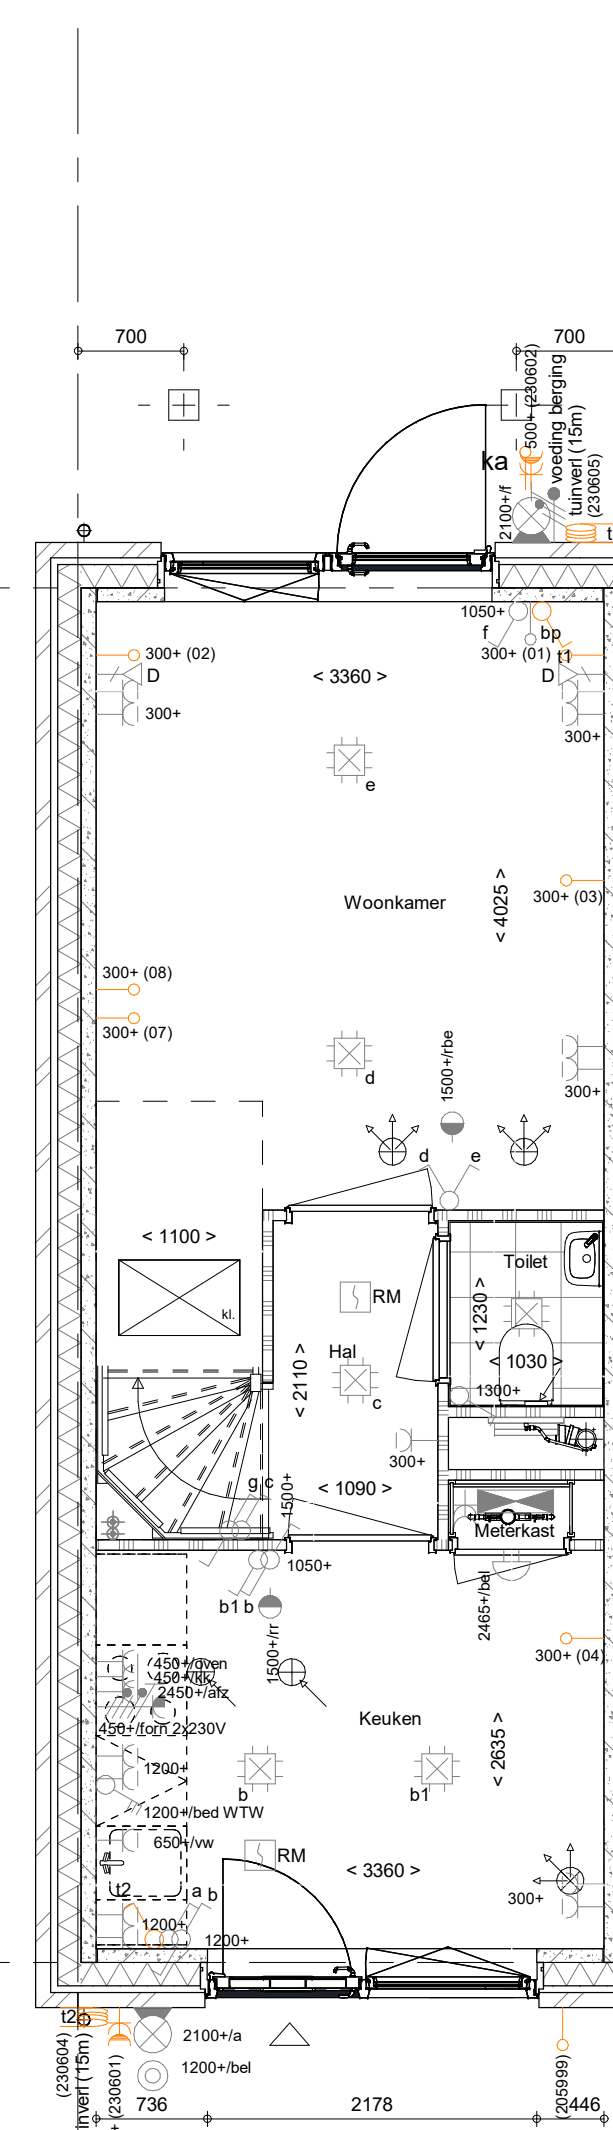 700
700
500+ (230602)
voeding berging
tuinverl (15m)
(230605)
ka
2100+/f
t
1050+
f
bp
300+ (02)
300+ (01)
t1
D
D
< 3360 >
300+
300+
e
300+ (03)
Woonkamer
< 4025 >
300+ (08)
300+ (07)
d
1500+/rbe
300+
d
e
< 1100 >
Toilet
kl.
RM
< 1230 >
Hal
< 2110 >
< 1030 >
c
1300+
300+
g
c
1500+
< 1090 >
Meterkast
1050+
b1
b
2465+/bel
1500+/rr
300+ (04)
450+/oven
450+/kk
2450+/afz
450+/forn 2x230V
Keuken
< 2635 >
1200+
b
b1
1200+/bed WTW
650+/vw
RM
< 3360 >
t2
a
b
300+
1200+
1200+
t2
2100+/a
1200+/bel
(230604)
inverl (15m)
+ (230601)
(205999)
736
2178
446